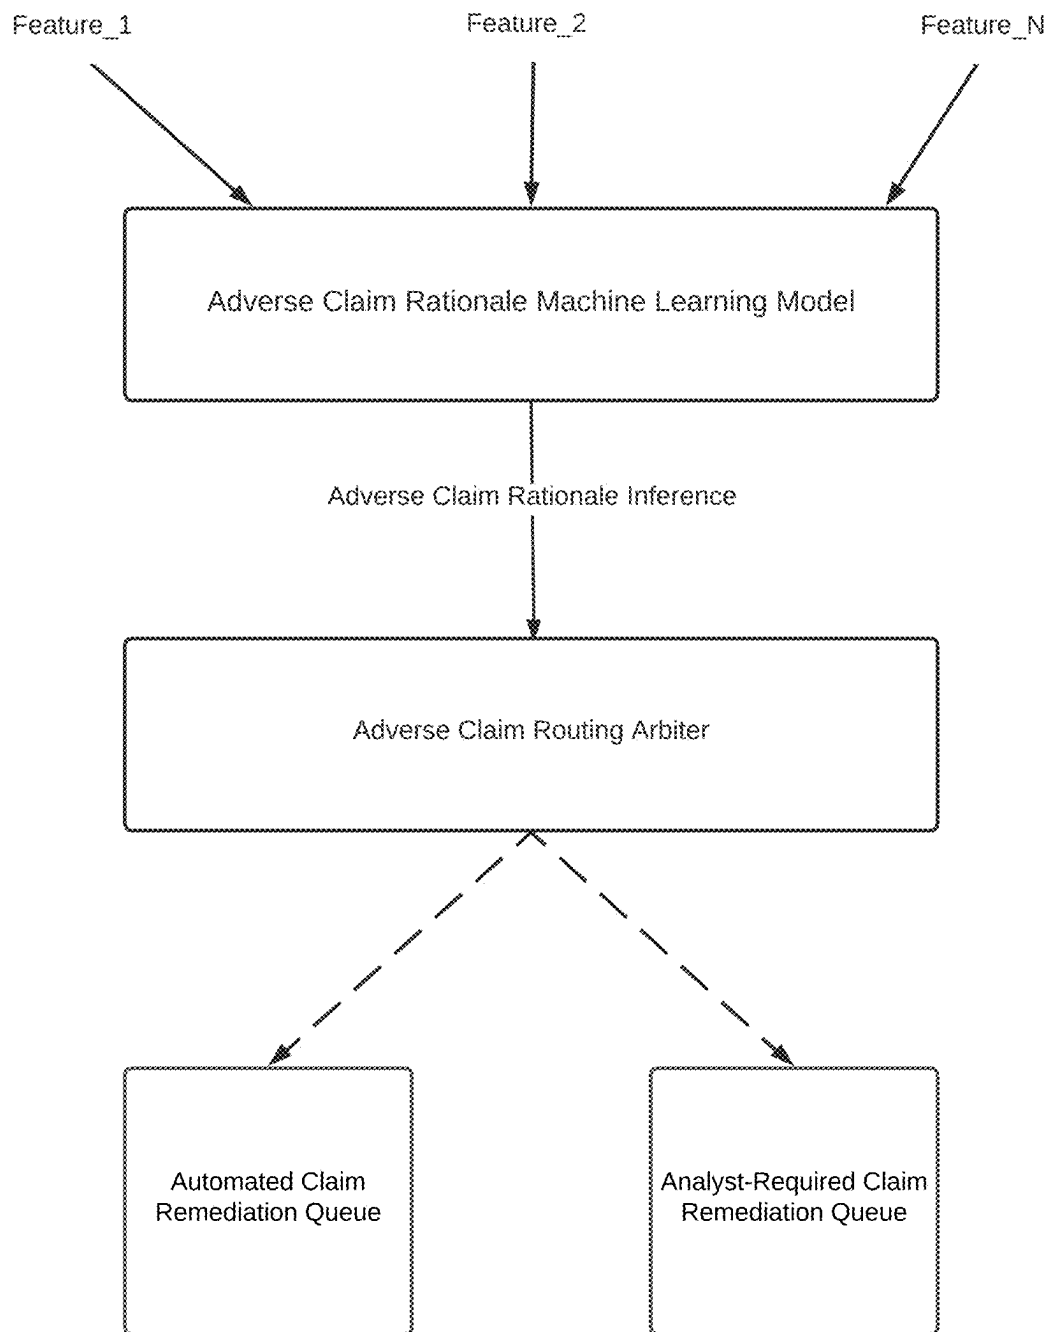 Feature_1
Feature_2
Feature_N
Adverse Claim Rationale Machine Learning Model
Adverse Claim Rationale Inference
Adverse Claim Routing Arbiter
Automated Claim
Remediation Queue
Analyst-Required Claim
Remediation Queue